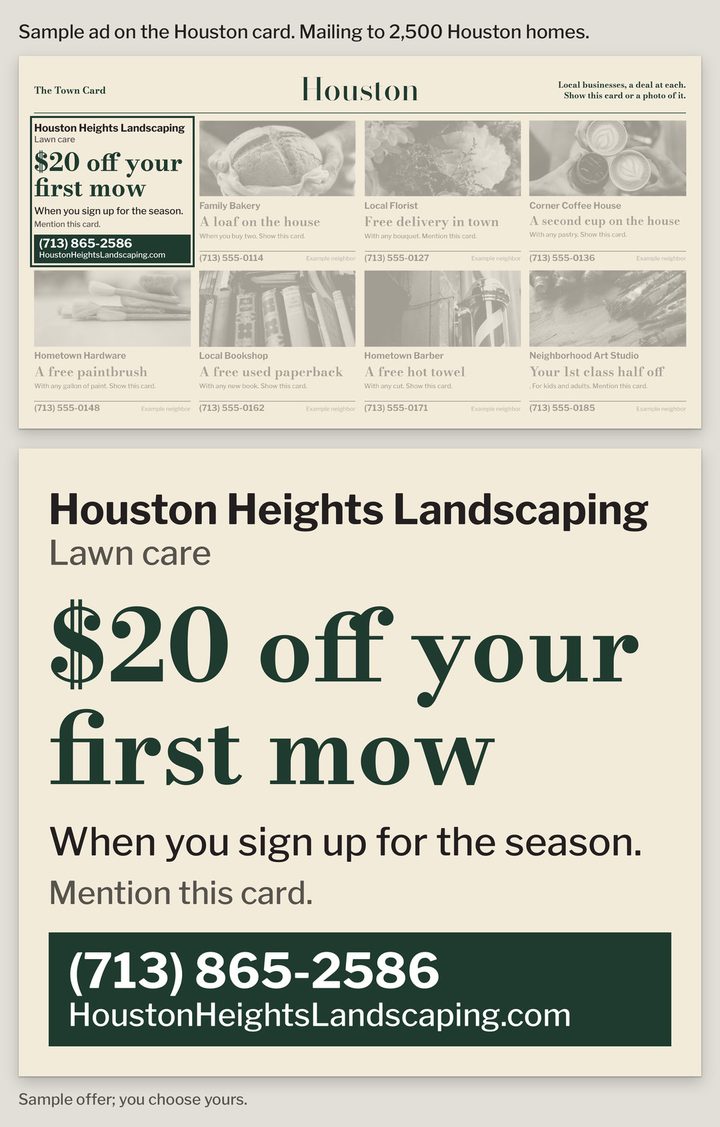 Sample ad on the Houston card. Mailing to 2,500 Houston homes.
The Town Card
Houston
Local businesses, a deal at each.
Show this card or a photo of it.
Houston Heights Landscaping
Lawn care
$20 off your
first mow
When you sign up for the season.
Mention this card.
(713) 865-2586
HoustonHeightsLandscaping.com
Family Bakery
A loaf on the house
When you buy two. Show this card.
(713) 555-0114
Example neighbor
Local Florist
Free delivery in town
With any bouquet. Mention this card.
(713) 555-0127
Example neighbor
Corner Coffee House
A second cup on the house
With any pastry. Show this card.
(713) 555-0136
Example neighbor
Hometown Hardware
A free paintbrush
With any gallon of paint. Show this card.
(713) 555-0148
Example neighbor
Local Bookshop
A free used paperback
With any new book. Show this card.
(713) 555-0162
Example neighbor
Hometown Barber
A free hot towel
With any cut. Show this card.
(713) 555-0171
Example neighbor
Neighborhood Art Studio
Your 1st class half off
For kids and adults. Mention this card.
(713) 555-0185
Example neighbor
Houston Heights Landscaping
Lawn care
$20 off your
first mow
When you sign up for the season.
Mention this card.
(713) 865-2586
HoustonHeightsLandscaping.com
Sample offer; you choose yours.